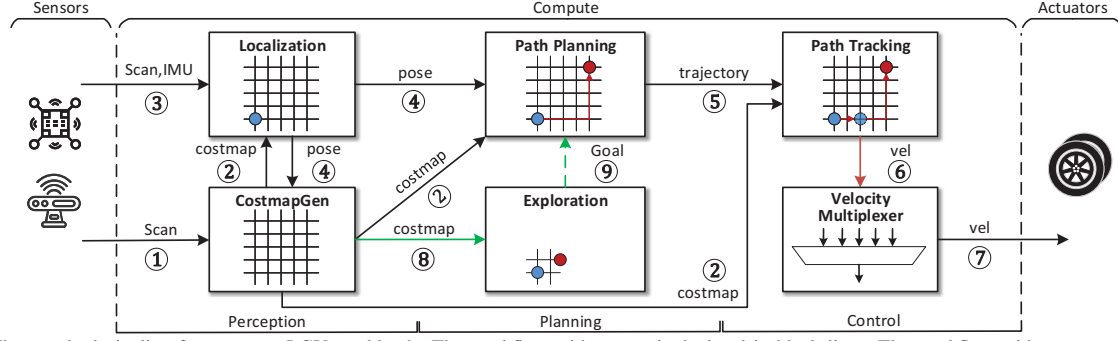 Sensors
Compute
Actuators
Localization
Path Planning
Path Tracking
Scan,IMU
③
pose
④
trajectory
⑤
costmap
②
pose
④
costmap
②
Goal
⑨
vel
⑥
CostmapGen
Exploration
Velocity
Multiplexer
Scan
①
costmap
⑧
②
costmap
vel
⑦
Perception
Planning
Control